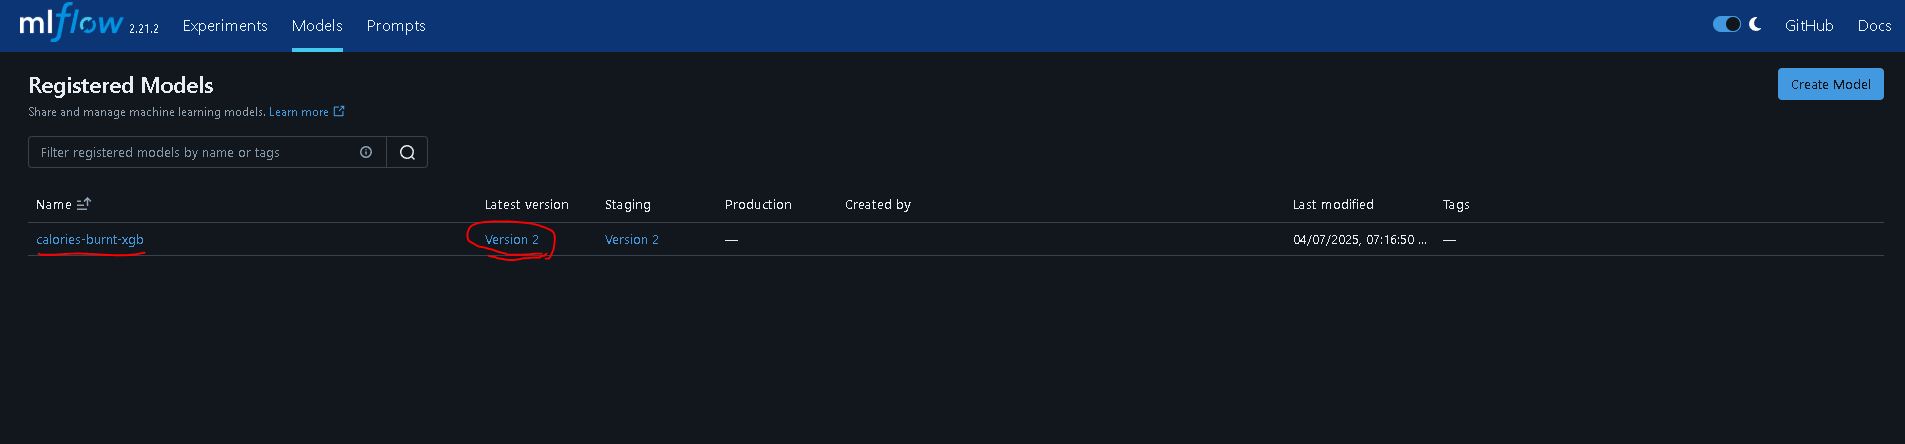 mlflow 2.21.2 Experiments Models Prompts GitHub Docs
Registered Models
Create Model
Share and manage machine learning models. Learn more
Filter registered models by name or tags
Name Latest version Staging Production Created by Last modified Tags
calories-burnt-xgb Version 2 Version 2 — 04/07/2025, 07:16:50 ... —